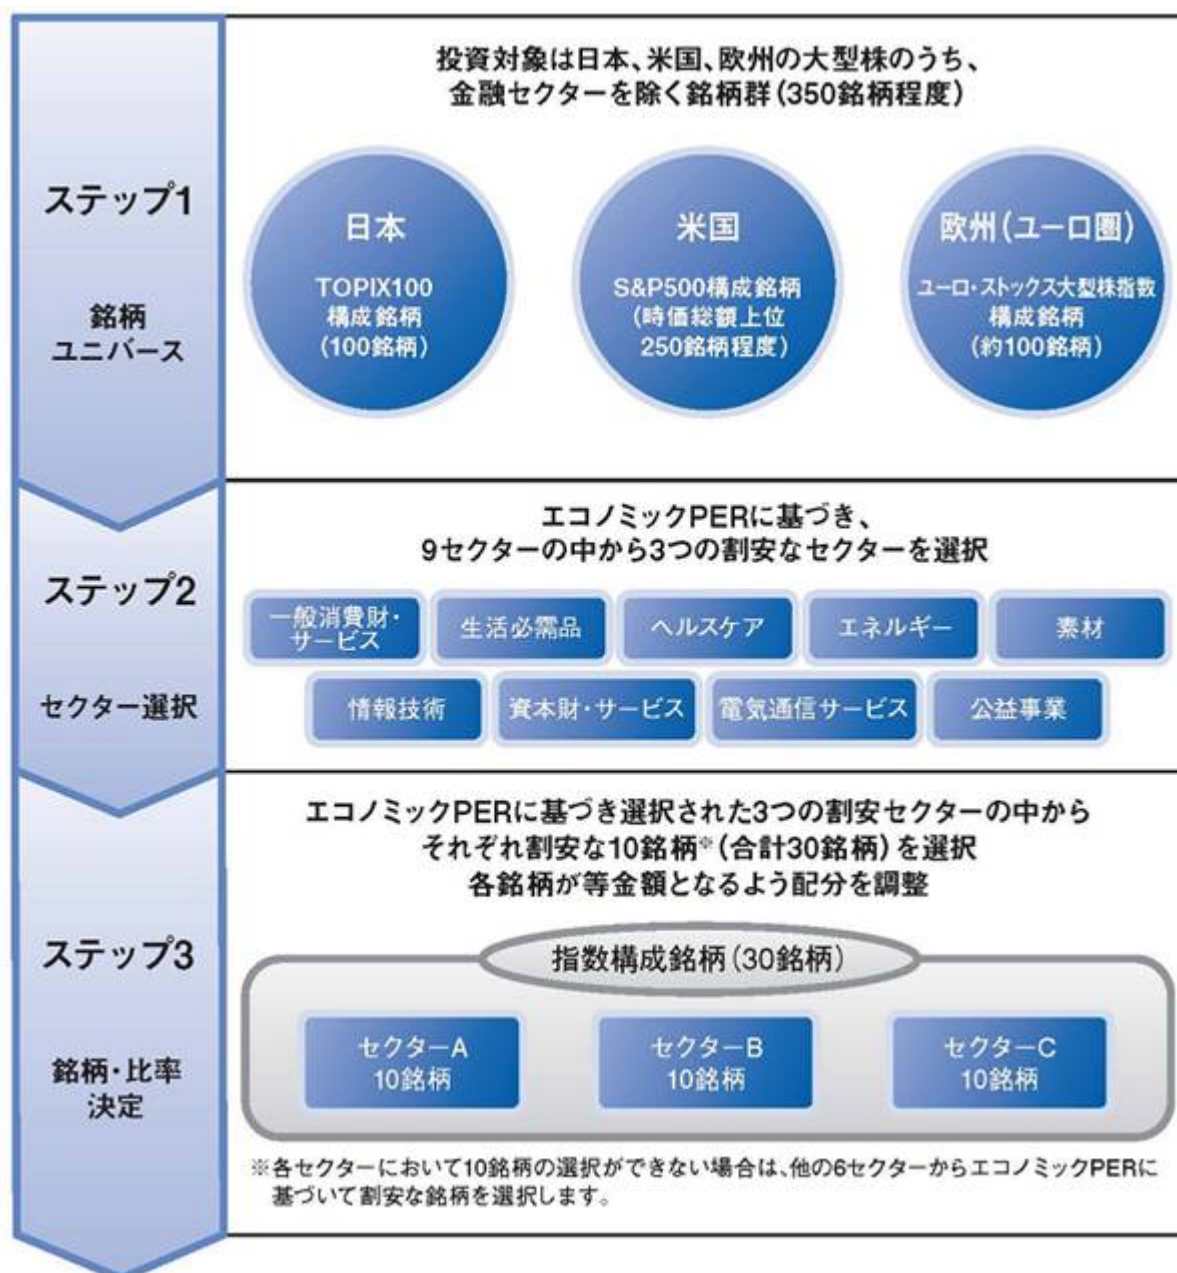 投資対象は日本、米国、欧州の大型株のうち、
金融セクターを除く銘柄群(350銘柄程度)
ステップ1
銘柄
ユニバース
日本
TOPIX100
構成銘柄
(100銘柄)
米国
S&P500構成銘柄
(時価総額上位
250銘柄程度)
欧州(ユーロ圏)
ユーロ・ストックス大型株指数
構成銘柄
(約100銘柄)
エコノミックPERに基づき、
9セクターの中から3つの割安なセクターを選択
ステップ2
セクター選択
一般消費財・
サービス
生活必需品
ヘルスケア
エネルギー
素材
情報技術
資本財・サービス
電気通信サービス
公益事業
エコノミックPERに基づき選択された3つの割安セクターの中から
それぞれ割安な10銘柄※(合計30銘柄)を選択
各銘柄が等金額となるよう配分を調整
ステップ3
銘柄・比率
決定
指数構成銘柄(30銘柄)
セクターA
10銘柄
セクターB
10銘柄
セクターC
10銘柄
※各セクターにおいて10銘柄の選択ができない場合は、他の6セクターからエコノミックPERに
基づいて割安な銘柄を選択します。